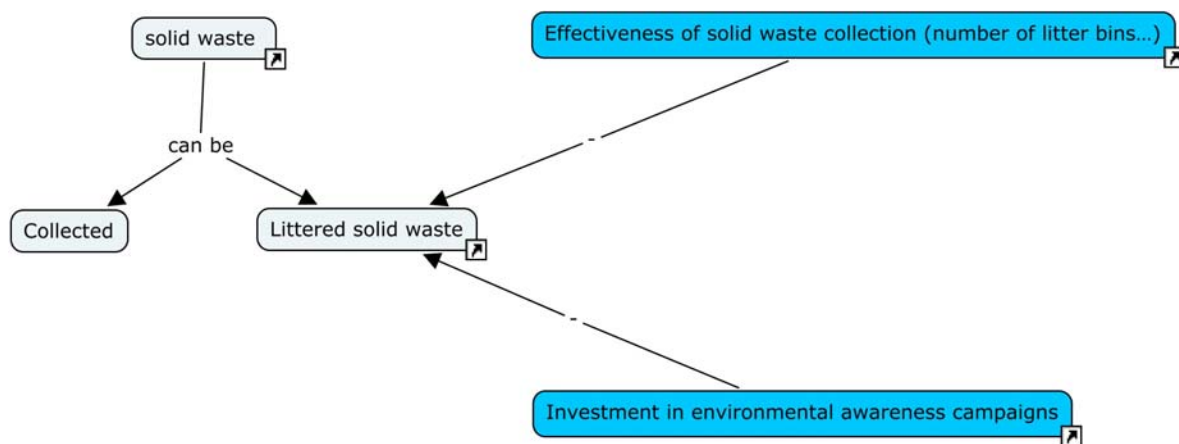 solid waste
Effectiveness of solid waste collection (number of litter bins…)
can be
-
Collected
Littered solid waste
-
Investment in environmental awareness campaigns